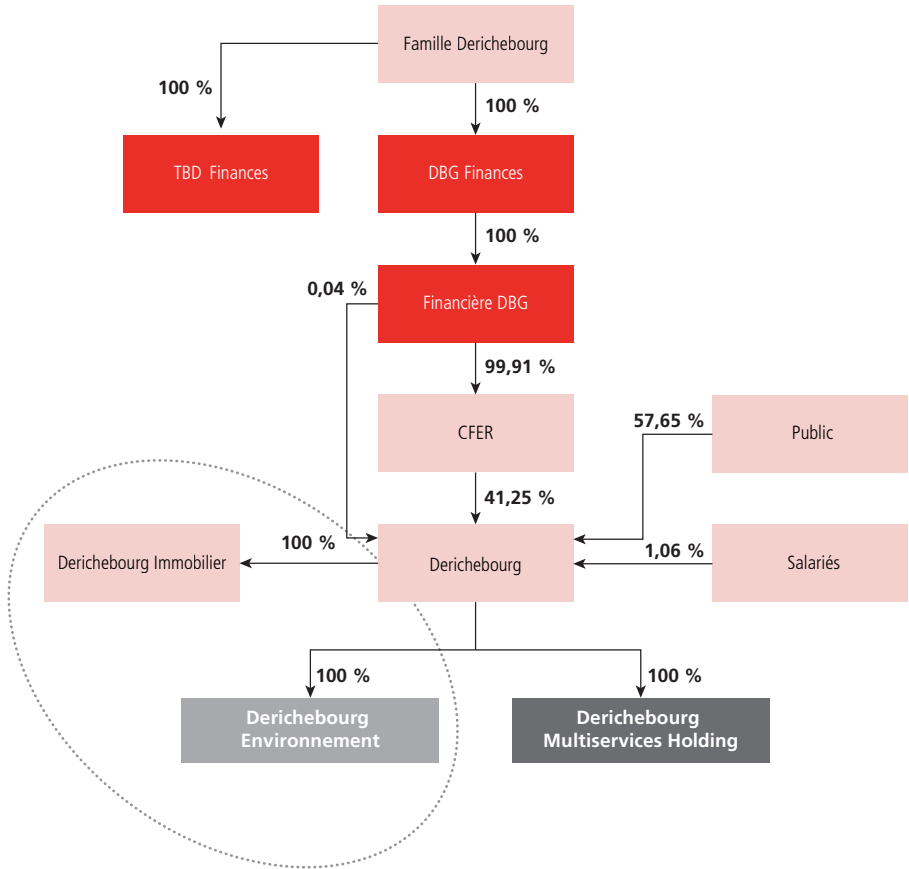 Famille Derichebourg
100 %
100 %
TBD Finances
DBG Finances
100 %
0,04 %
Financière DBG
99,91 %
CFER
57,65 %
Public
41,25 %
Derichebourg Immobilier
100 %
Derichebourg
1,06 %
Salariés
100 %
100 %
Derichebourg
Environnement
Derichebourg
Multiservices Holding